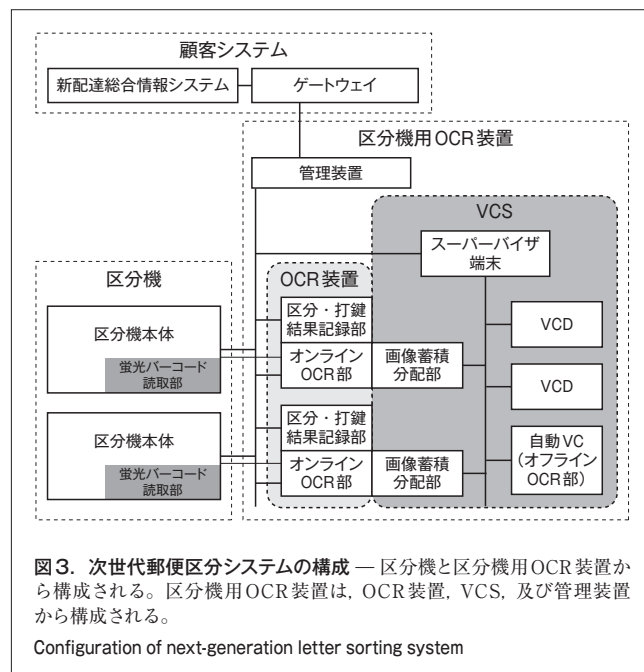 顧客システム
新配達総合情報システム
ゲートウェイ
区分機用OCR装置
管理装置
VCS
スーパーバイザ
端末
区分機
OCR装置
区分機本体
蛍光バーコード
読取部
区分・打鍵
結果記録部
オンライン
OCR部
画像蓄積
分配部
VCD
VCD
区分機本体
蛍光バーコード
読取部
区分・打鍵
結果記録部
オンライン
OCR部
画像蓄積
分配部
自動VC
(オフライン
OCR部)
図3．次世代郵便区分システムの構成 — 区分機と区分機用OCR装置か
ら構成される。区分機用OCR装置は，OCR装置，VCS，及び管理装置
から構成される。
Configuration of next-generation letter sorting system